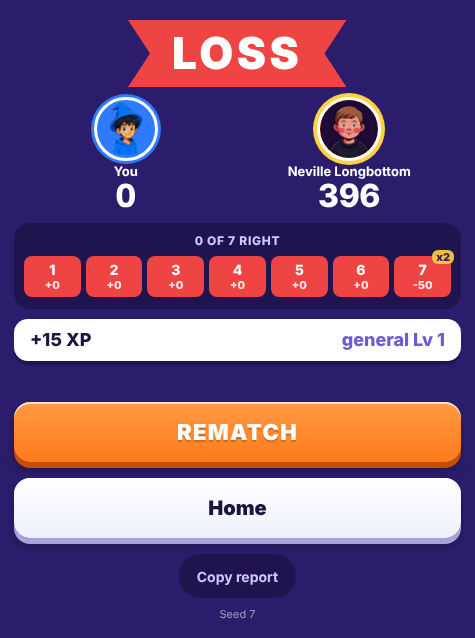 LOSS
You
Neville Longbottom
0
396
0 OF 7 RIGHT
x2
1
2
3
4
5
6
7
+0
+0
+0
+0
+0
+0
-50
+15 XP
general Lv 1
REMATCH
Home
Copy report
Seed 7